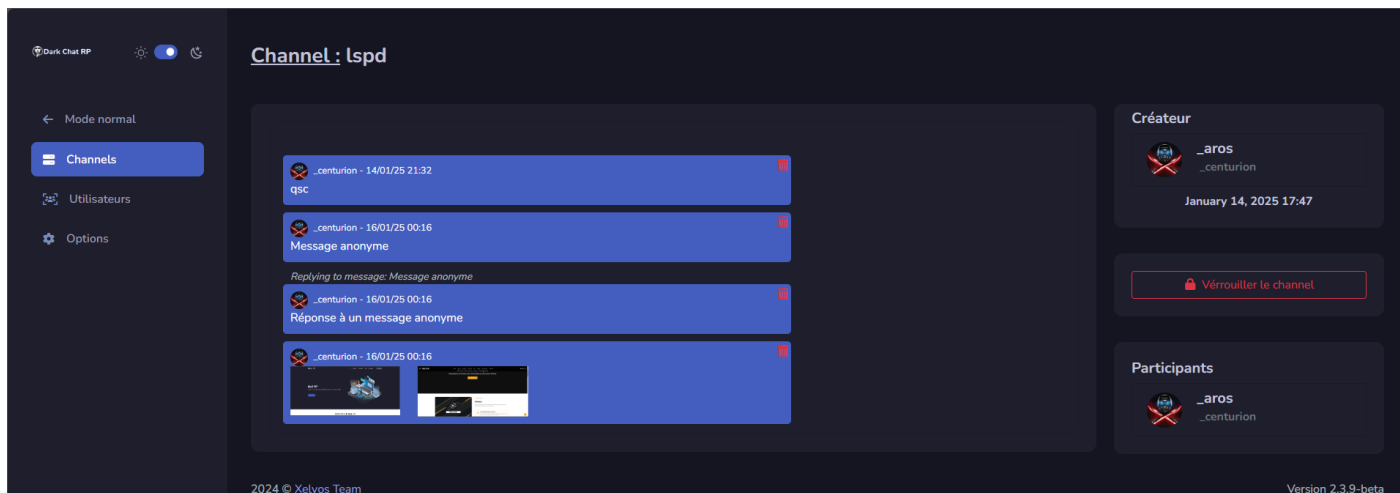 Dark Chat RP
Mode normal
Channels
Utilisateurs
Options
Channel : lspd
_centurion - 14/01/25 21:32
qsc
_centurion - 16/01/25 00:16
Message anonyme
Replying to message: Message anonyme
_centurion - 16/01/25 00:16
Réponse à un message anonyme
_centurion - 16/01/25 00:16
Créateur
_aros
_centurion
January 14, 2025 17:47
Vérrouiller le channel
Participants
_aros
_centurion
2024 © Xelyos Team
Version 2.3.9-beta